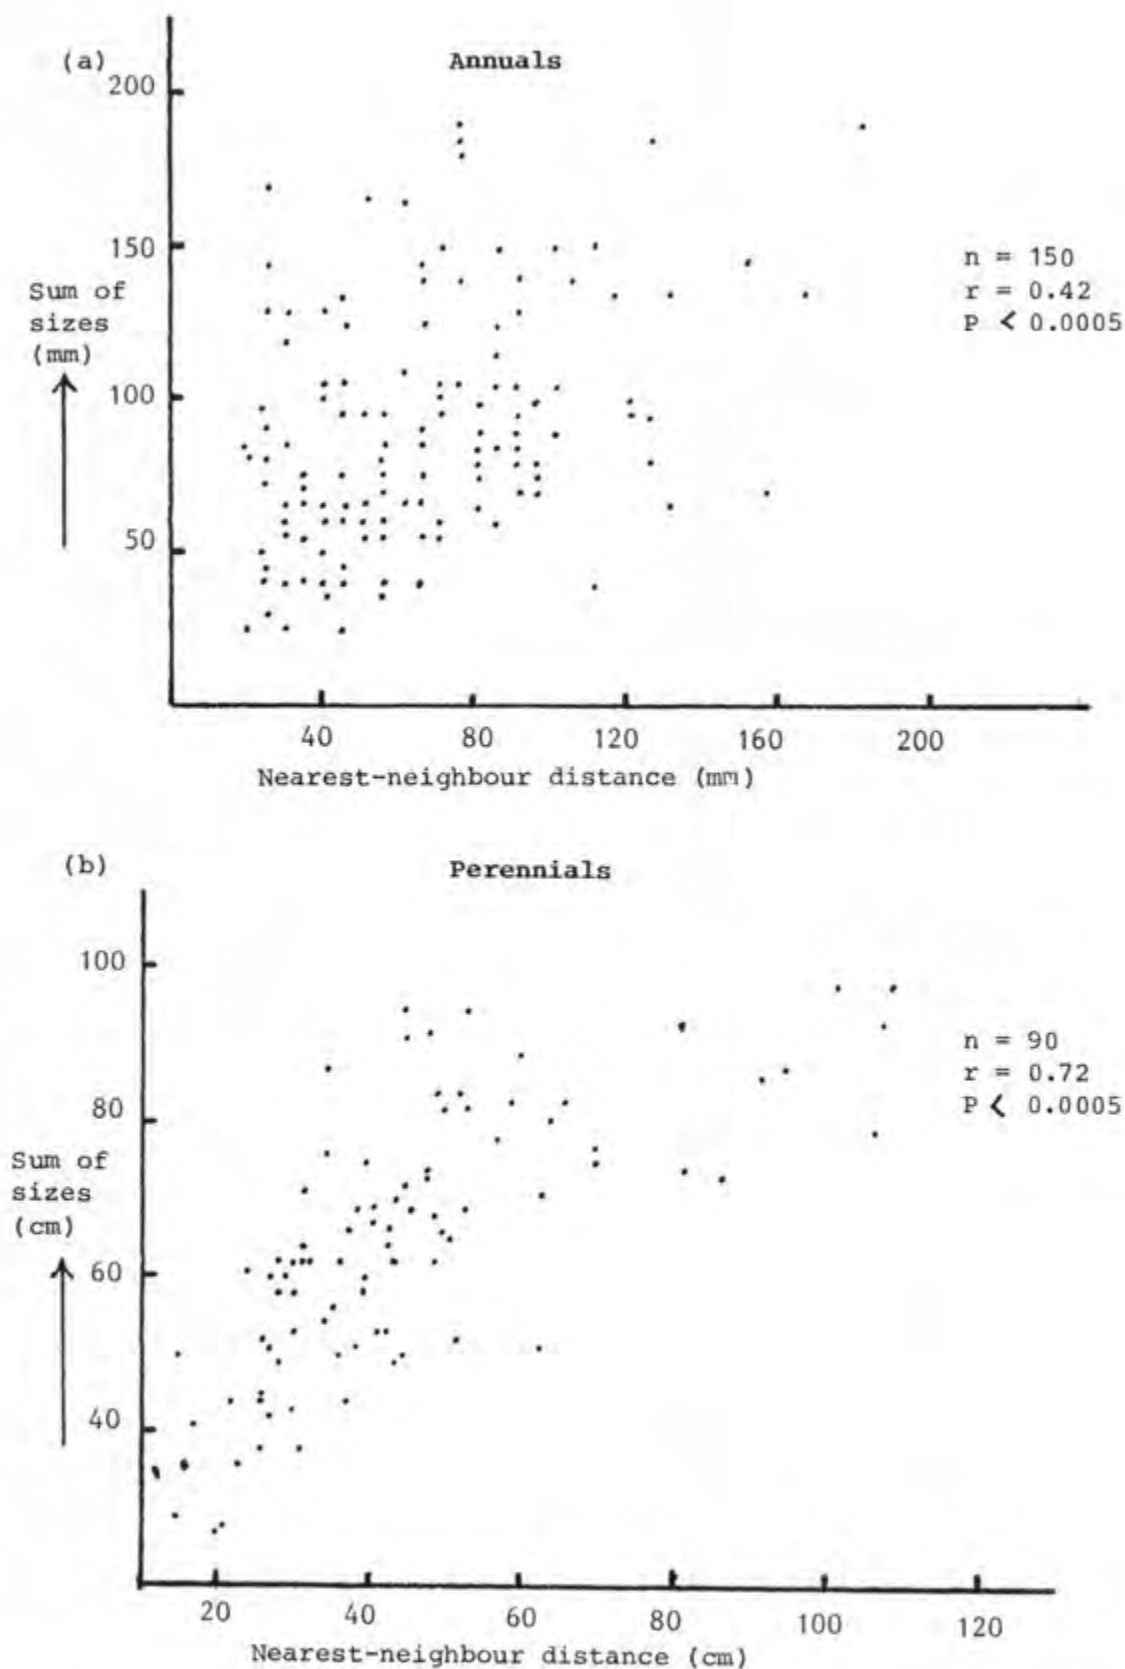 (a)
Annuals
200
150
100
50
Sum of
sizes
(mm)
n = 150
r = 0.42
P < 0.0005
40 80 120 160 200
Nearest-neighbour distance (mm)
(b)
Perennials
100
80
60
40
Sum of
sizes
(cm)
n = 90
r = 0.72
P < 0.0005
20 40 60 80 100 120
Nearest-neighbour distance (cm)